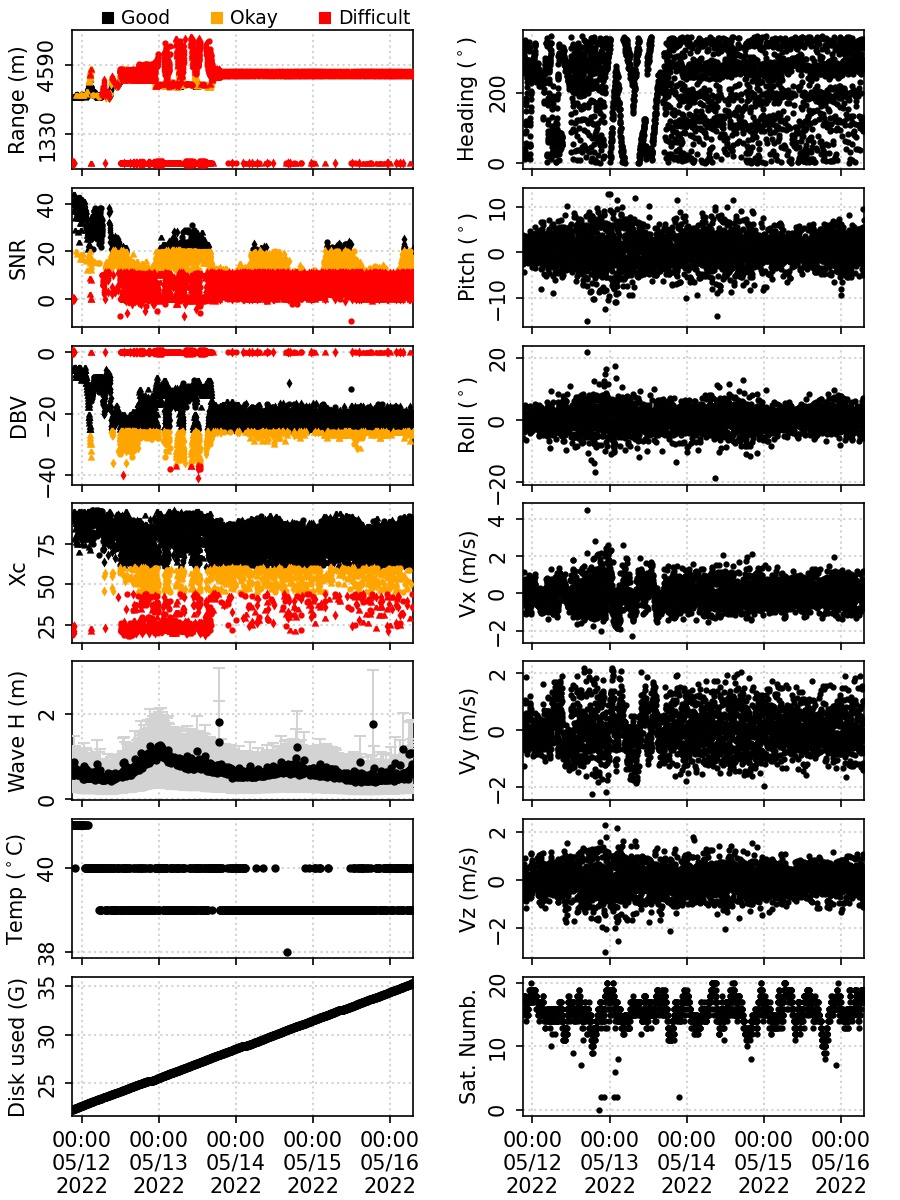 Good Okay Difficult
Range (m)
4590
1330
Heading (°)
200
0
SNR
40
20
0
Pitch (°)
10
0
−10
DBV
0
−20
−40
Roll (°)
20
0
−20
Xc
75
50
25
Vx (m/s)
4
2
0
−2
Wave H (m)
2
0
Vy (m/s)
2
0
−2
Temp (°C)
40
38
Vz (m/s)
2
0
−2
Disk used (G)
35
30
25
Sat. Numb.
20
10
0
00:00 00:00 00:00 00:00 00:00 00:00 00:00 00:00 00:00 00:00
05/12 05/13 05/14 05/15 05/16 05/12 05/13 05/14 05/15 05/16
2022 2022 2022 2022 2022 2022 2022 2022 2022 2022